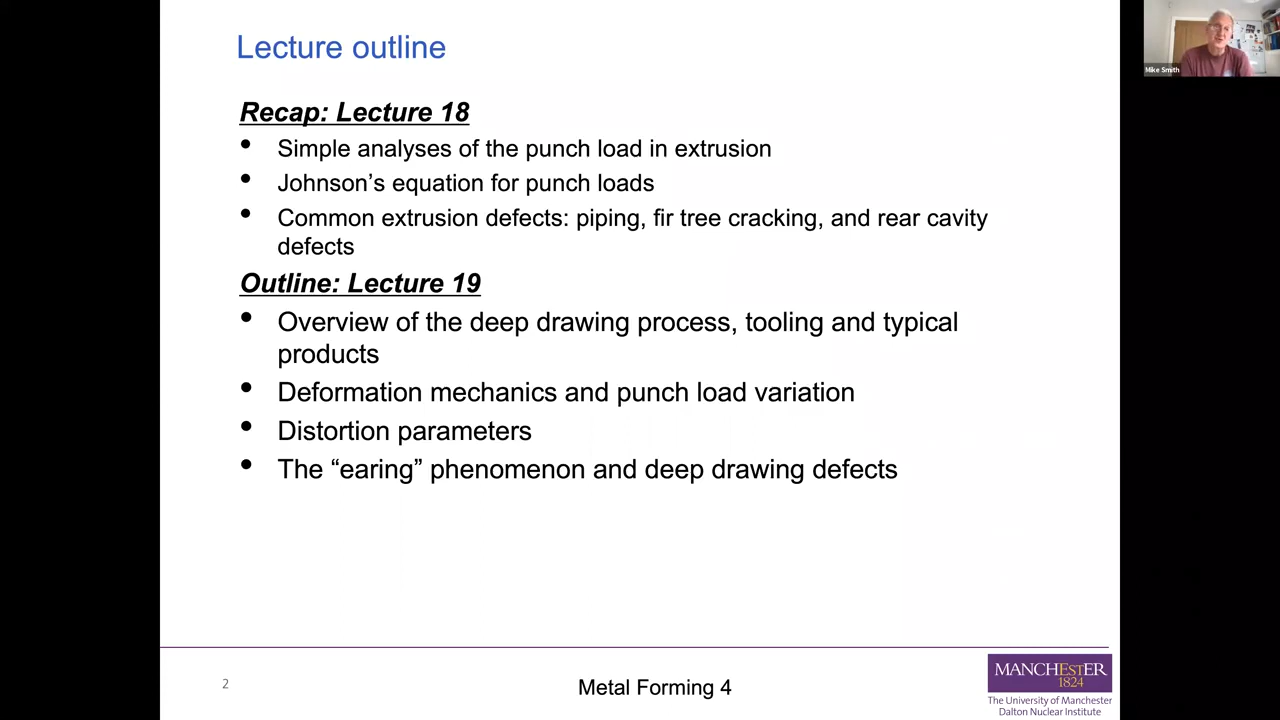 Lecture outline
Mike Smith
Recap: Lecture 18
• Simple analyses of the punch load in extrusion
• Johnson’s equation for punch loads
• Common extrusion defects: piping, fir tree cracking, and rear cavity
defects
Outline: Lecture 19
• Overview of the deep drawing process, tooling and typical
products
• Deformation mechanics and punch load variation
• Distortion parameters
• The “earing” phenomenon and deep drawing defects
2
Metal Forming 4
MANCHESTER
1824
The University of Manchester
Dalton Nuclear Institute